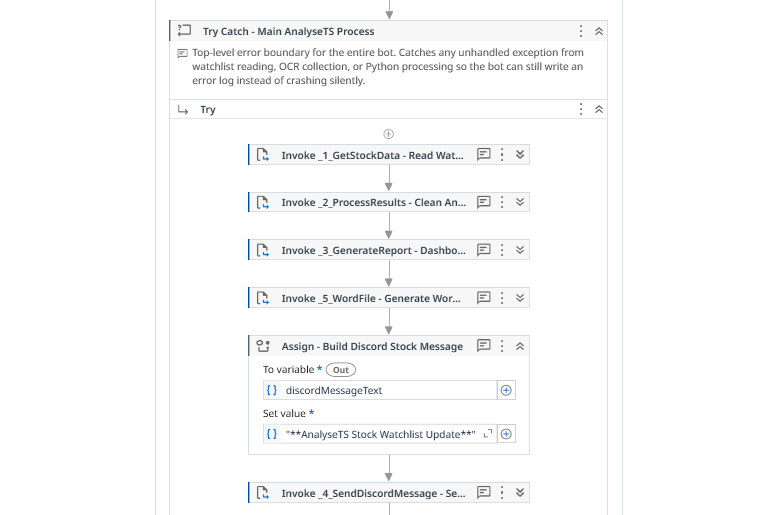 Try Catch - Main AnalyseTS Process
Top-level error boundary for the entire bot. Catches any unhandled exception from
watchlist reading, OCR collection, or Python processing so the bot can still write an
error log instead of crashing silently.
Try
Invoke _1_GetStockData - Read Wat...
Invoke _2_ProcessResults - Clean An...
Invoke _3_GenerateReport - Dashbo...
Invoke _5_WordFile - Generate Wor...
Assign - Build Discord Stock Message
To variable * Out
{ } discordMessageText
Set value *
{ } "**AnalyseTS Stock Watchlist Update**"
Invoke _4_SendDiscordMessage - Se...